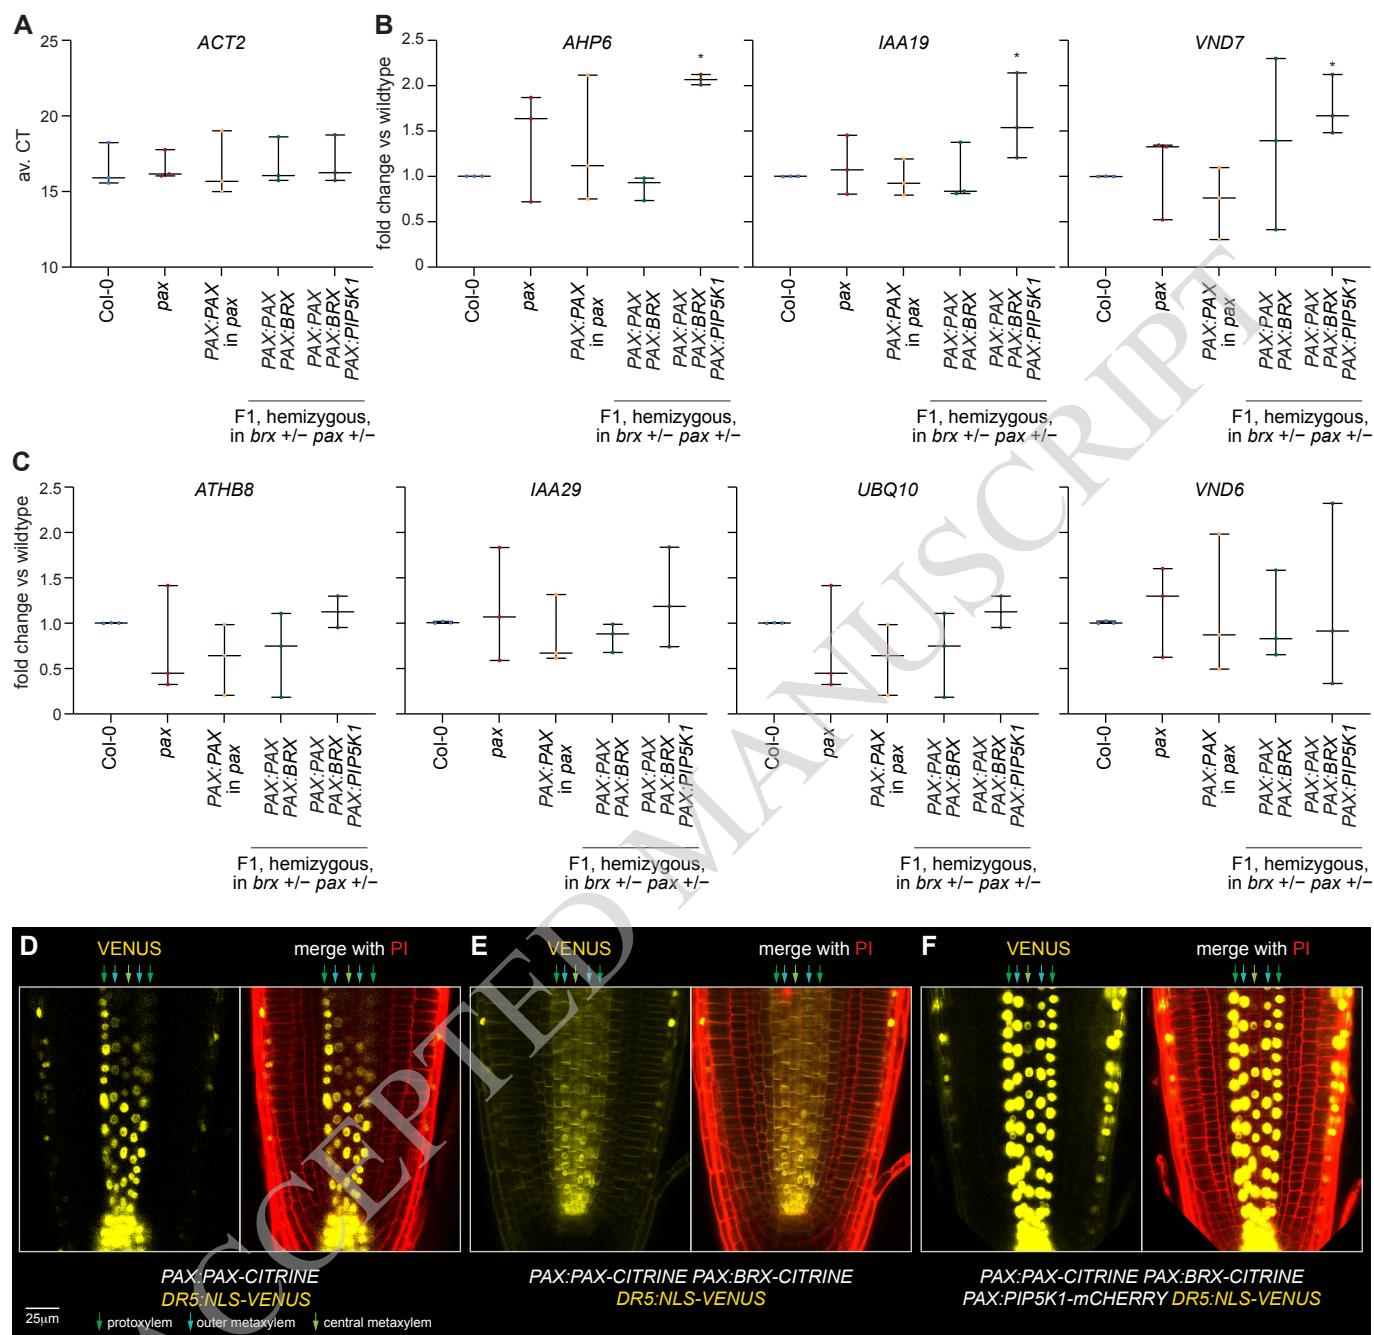 A
ACT2
av. CT
25
20
15
10
Col-0
pax
PAX:PAX
in pax
PAX:PAX
PAX:BRX
PAX:PAX
PAX:BRX
PAX:PIP5K1
F1, hemizygous,
in brx +/– pax +/–
B
fold change vs wildtype
2.5
2.0
1.5
1.0
0.5
0
AHP6
*
Col-0
pax
PAX:PAX
in pax
PAX:PAX
PAX:BRX
PAX:PAX
PAX:BRX
PAX:PIP5K1
F1, hemizygous,
in brx +/– pax +/–
IAA19
*
Col-0
pax
PAX:PAX
in pax
PAX:PAX
PAX:BRX
PAX:PAX
PAX:BRX
PAX:PIP5K1
F1, hemizygous,
in brx +/– pax +/–
VND7
*
Col-0
pax
PAX:PAX
in pax
PAX:PAX
PAX:BRX
PAX:PAX
PAX:BRX
PAX:PIP5K1
F1, hemizygous,
in brx +/– pax +/–
C
fold change vs wildtype
2.5
2.0
1.5
1.0
0.5
0
ATHB8
Col-0
pax
PAX:PAX
in pax
PAX:PAX
PAX:BRX
PAX:PAX
PAX:BRX
PAX:PIP5K1
F1, hemizygous,
in brx +/– pax +/–
IAA29
Col-0
pax
PAX:PAX
in pax
PAX:PAX
PAX:BRX
PAX:PAX
PAX:BRX
PAX:PIP5K1
F1, hemizygous,
in brx +/– pax +/–
UBQ10
Col-0
pax
PAX:PAX
in pax
PAX:PAX
PAX:BRX
PAX:PAX
PAX:BRX
PAX:PIP5K1
F1, hemizygous,
in brx +/– pax +/–
VND6
Col-0
pax
PAX:PAX
in pax
PAX:PAX
PAX:BRX
PAX:PAX
PAX:BRX
PAX:PIP5K1
F1, hemizygous,
in brx +/– pax +/–
D
VENUS
merge with PI
PAX:PAX-CITRINE
DR5:NLS-VENUS
E
VENUS
merge with PI
PAX:PAX-CITRINE PAX:BRX-CITRINE
DR5:NLS-VENUS
F
VENUS
merge with PI
PAX:PAX-CITRINE PAX:BRX-CITRINE
PAX:PIP5K1-mCHERRY DR5:NLS-VENUS
25µm
protoxylem
outer metaxylem
central metaxylem
ACCEPTED MANUSCRIPT